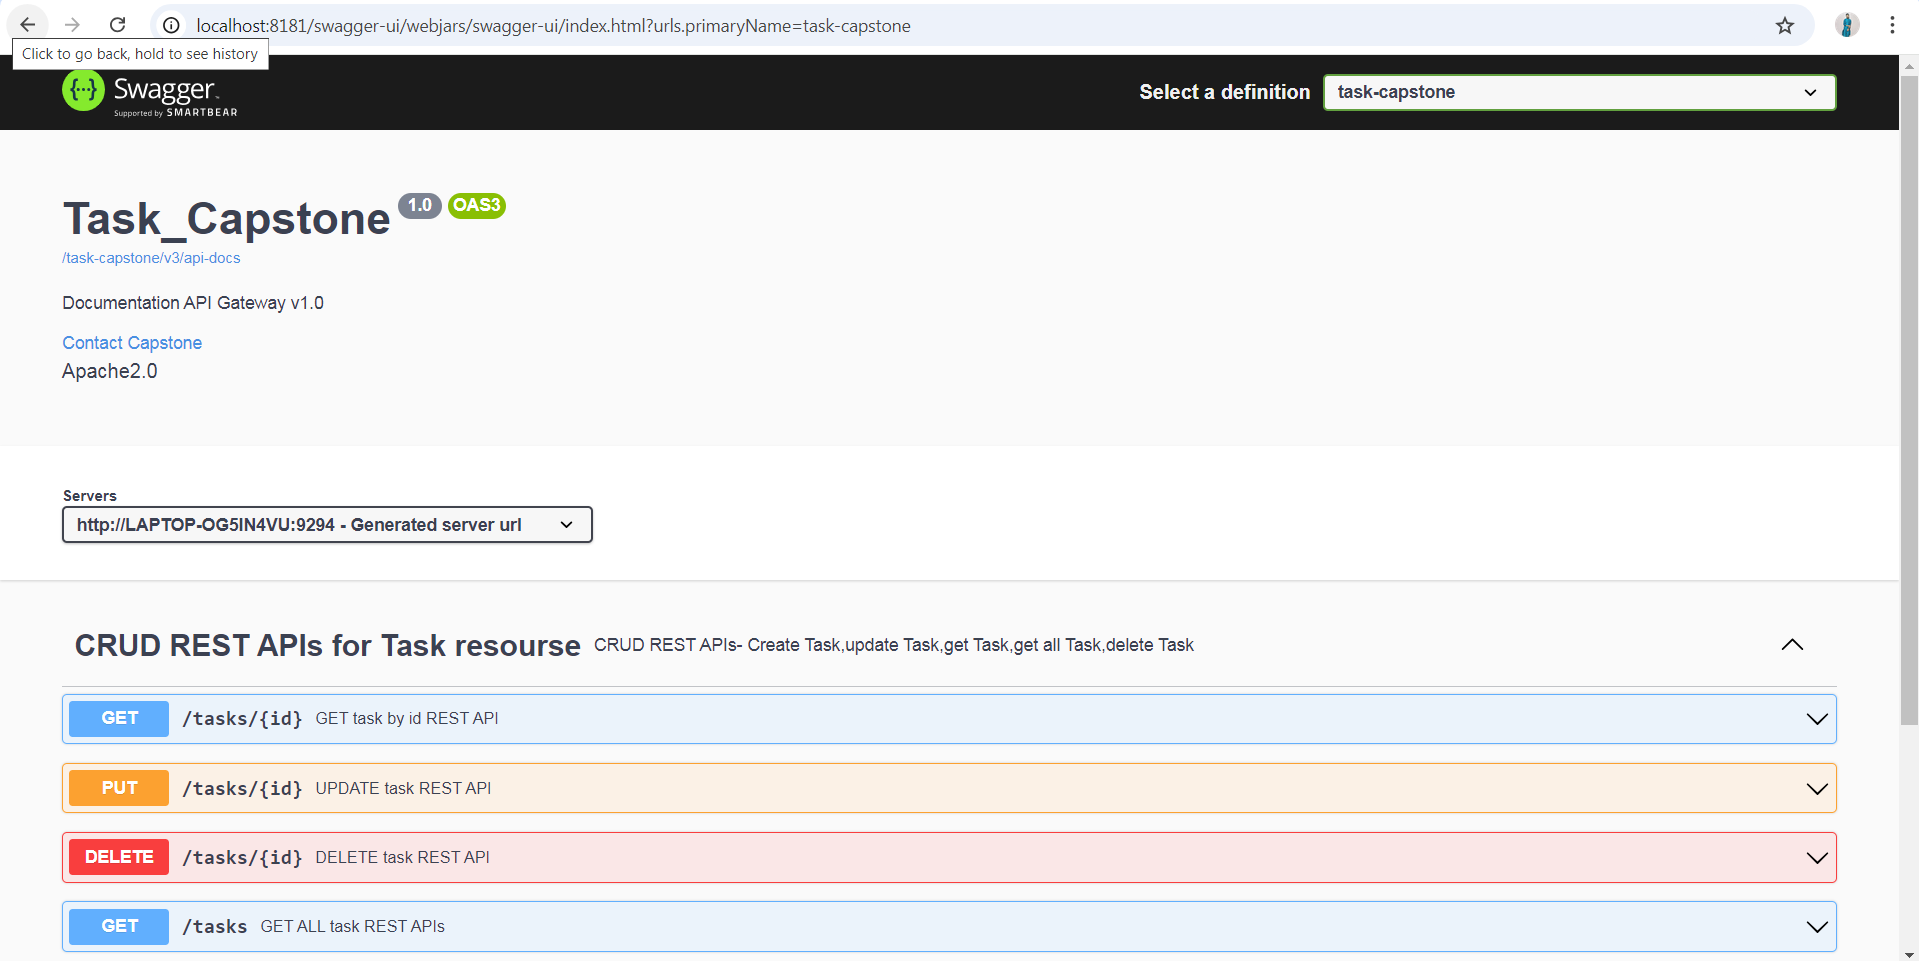 localhost:8181/swagger-ui/webjars/swagger-ui/index.html?urls.primaryName=task-capstone
Click to go back, hold to see history
{···} Swagger.
Supported by SMARTBEAR
Select a definition
task-capstone
Task_Capstone 1.0 OAS3
/task-capstone/v3/api-docs
Documentation API Gateway v1.0
Contact Capstone
Apache2.0
Servers
http://LAPTOP-OG5IN4VU:9294 - Generated server url
CRUD REST APIs for Task resourse CRUD REST APIs- Create Task,update Task,get Task,get all Task,delete Task
GET /tasks/{id} GET task by id REST API
PUT /tasks/{id} UPDATE task REST API
DELETE /tasks/{id} DELETE task REST API
GET /tasks GET ALL task REST APIs